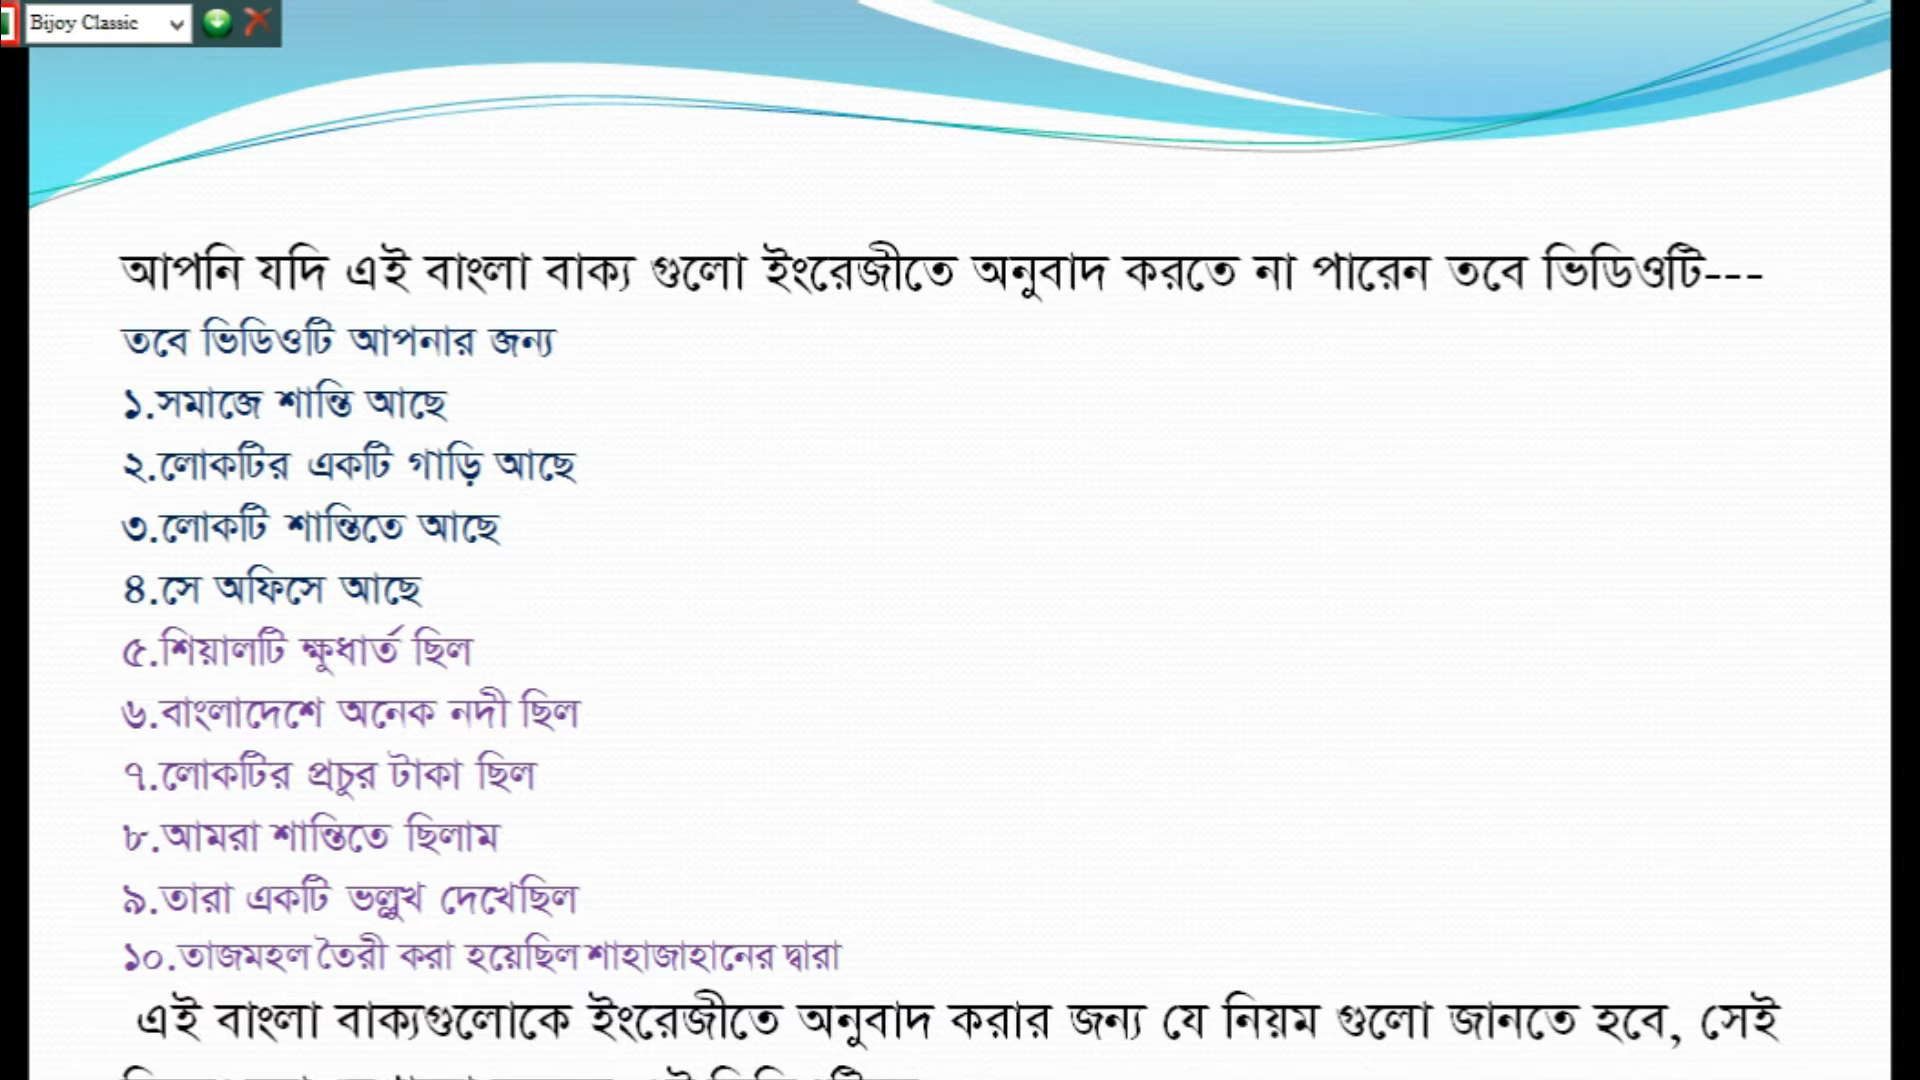 Bijoy Classic
আপনি যদি এই বাংলা বাক্য গুলো ইংরেজীতে অনুবাদ করতে না পারেন তবে ভিডিওটি---
তবে ভিডিওটি আপনার জন্য
১.সমাজে শান্তি আছে
২.লোকটির একটি গাড়ি আছে
৩.লোকটি শান্তিতে আছে
৪.সে অফিসে আছে
৫.শিয়ালটি ক্ষুধার্ত ছিল
৬.বাংলাদেশে অনেক নদী ছিল
৭.লোকটির প্রচুর টাকা ছিল
৮.আমরা শান্তিতে ছিলাম
৯.তারা একটি ভল্লুখ দেখেছিল
১০.তাজমহল তৈরী করা হয়েছিল শাহাজাহানের দ্বারা
এই বাংলা বাক্যগুলোকে ইংরেজীতে অনুবাদ করার জন্য যে নিয়ম গুলো জানতে হবে, সেই